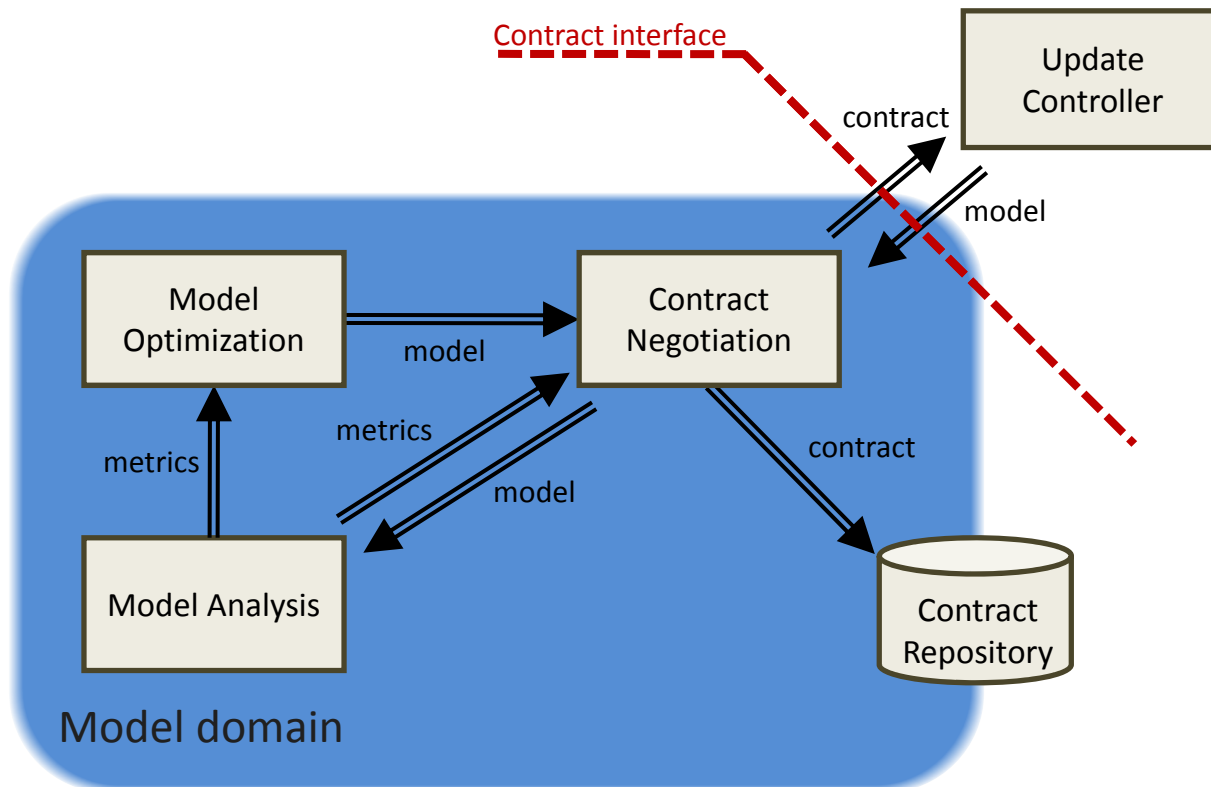 Contract interface
Update
Controller
contract
model
Model
Optimization
model
Contract
Negotiation
metrics
metrics
model
contract
Model Analysis
Contract
Repository
Model domain